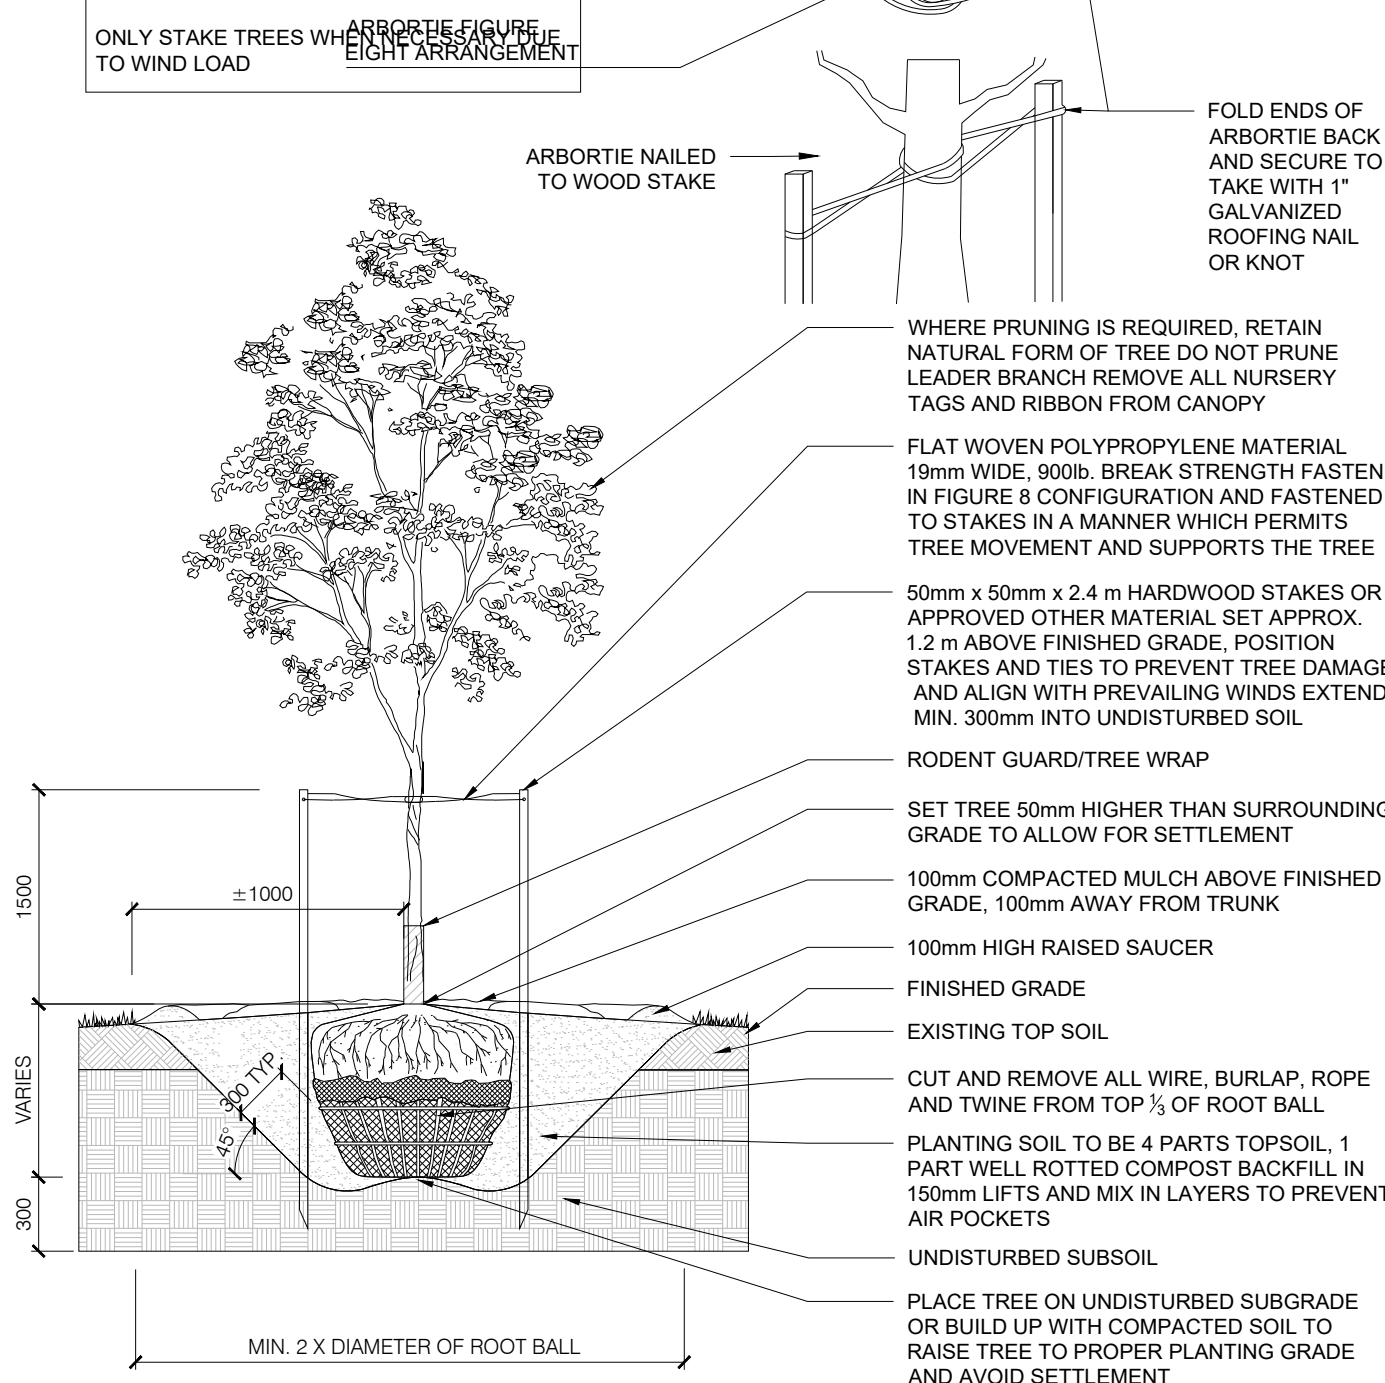 ONLY STAKE TREES WHEN NECESSARY DUE
TO WIND LOAD
ARBORTIE FIGURE
EIGHT ARRANGEMENT
ARBORTIE NAILED
TO WOOD STAKE
FOLD ENDS OF
ARBORTIE BACK
AND SECURE TO
TAKE WITH 1"
GALVANIZED
ROOFING NAIL
OR KNOT
WHERE PRUNING IS REQUIRED, RETAIN
NATURAL FORM OF TREE DO NOT PRUNE
LEADER BRANCH REMOVE ALL NURSERY
TAGS AND RIBBON FROM CANOPY
FLAT WOVEN POLYPROPYLENE MATERIAL
19mm WIDE, 900lb. BREAK STRENGTH FASTEN
IN FIGURE 8 CONFIGURATION AND FASTENED
TO STAKES IN A MANNER WHICH PERMITS
TREE MOVEMENT AND SUPPORTS THE TREE
50mm x 50mm x 2.4 m HARDWOOD STAKES OR
APPROVED OTHER MATERIAL SET APPROX.
1.2 m ABOVE FINISHED GRADE, POSITION
STAKES AND TIES TO PREVENT TREE DAMAGE
AND ALIGN WITH PREVAILING WINDS EXTEND
MIN. 300mm INTO UNDISTURBED SOIL
RODENT GUARD/TREE WRAP
SET TREE 50mm HIGHER THAN SURROUNDING
GRADE TO ALLOW FOR SETTLEMENT
100mm COMPACTED MULCH ABOVE FINISHED
GRADE, 100mm AWAY FROM TRUNK
100mm HIGH RAISED SAUCER
FINISHED GRADE
EXISTING TOP SOIL
CUT AND REMOVE ALL WIRE, BURLAP, ROPE
AND TWINE FROM TOP ⅓ OF ROOT BALL
PLANTING SOIL TO BE 4 PARTS TOPSOIL, 1
PART WELL ROTTED COMPOST BACKFILL IN
150mm LIFTS AND MIX IN LAYERS TO PREVENT
AIR POCKETS
UNDISTURBED SUBSOIL
PLACE TREE ON UNDISTURBED SUBGRADE
OR BUILD UP WITH COMPACTED SOIL TO
RAISE TREE TO PROPER PLANTING GRADE
AND AVOID SETTLEMENT
1500
±1000
VARIES
300 TYP.
45°
300
MIN. 2 X DIAMETER OF ROOT BALL